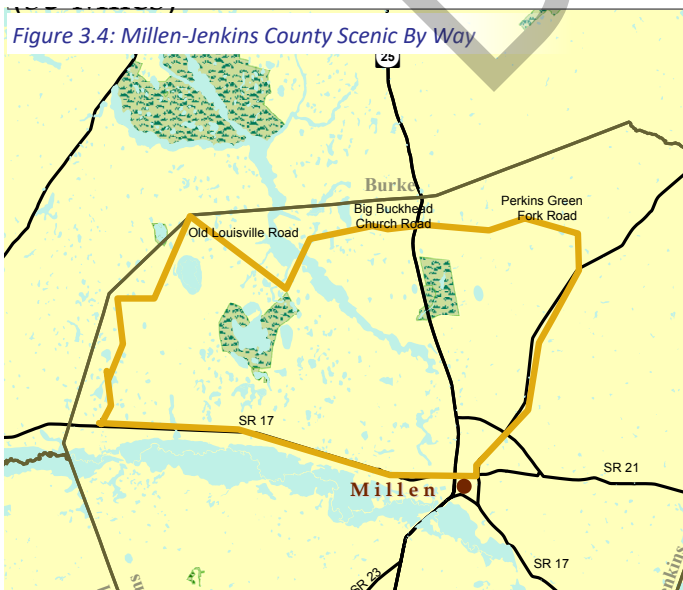 Figure 3.4: Millen-Jenkins County Scenic By Way
25
Burke
Perkins Green
Fork Road
Big Buckhead
Church Road
Old Louisville Road
SR 17
SR 21
Millen
SR 17
SR 23